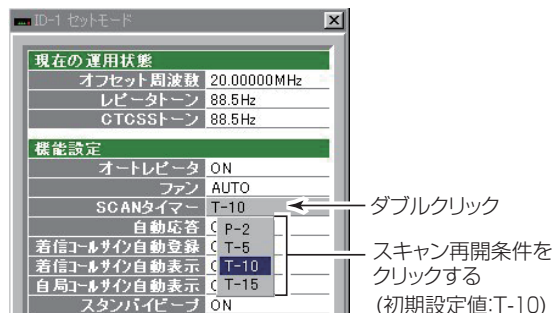 ID-1 セットモード
現在の運用状態
オフセット周波数 20.00000MHz
レピータトーン 88.5Hz
CTCSSトーン 88.5Hz
機能設定
オートレピータ ON
ファン AUTO
SCANタイマー T-10
ダブルクリック
自動応答
P-2
着信コールサイン自動登録
T-5
着信コールサイン自動表示
T-10
自局コールサイン自動表示
T-15
スタンバイビープ ON
スキャン再開条件を
クリックする
(初期設定値:T-10)